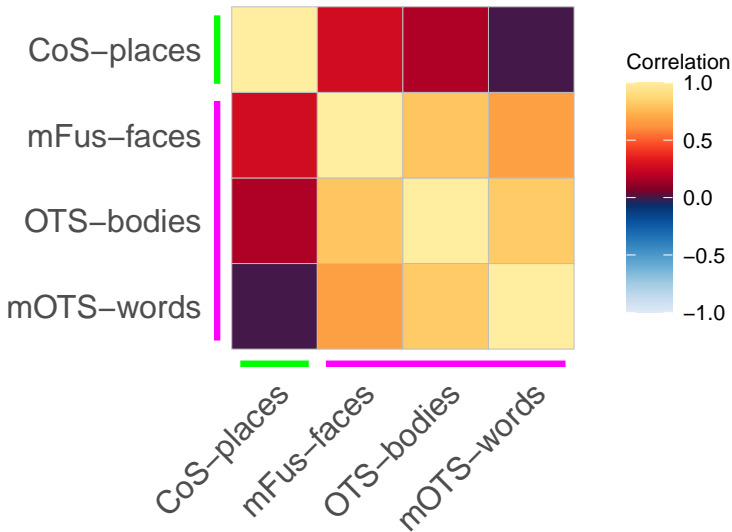 CoS−places
mFus−faces
OTS−bodies
mOTS−words
CoS−places
mFus−faces
OTS−bodies
mOTS−words
Correlation
1.0
0.5
0.0
−0.5
−1.0